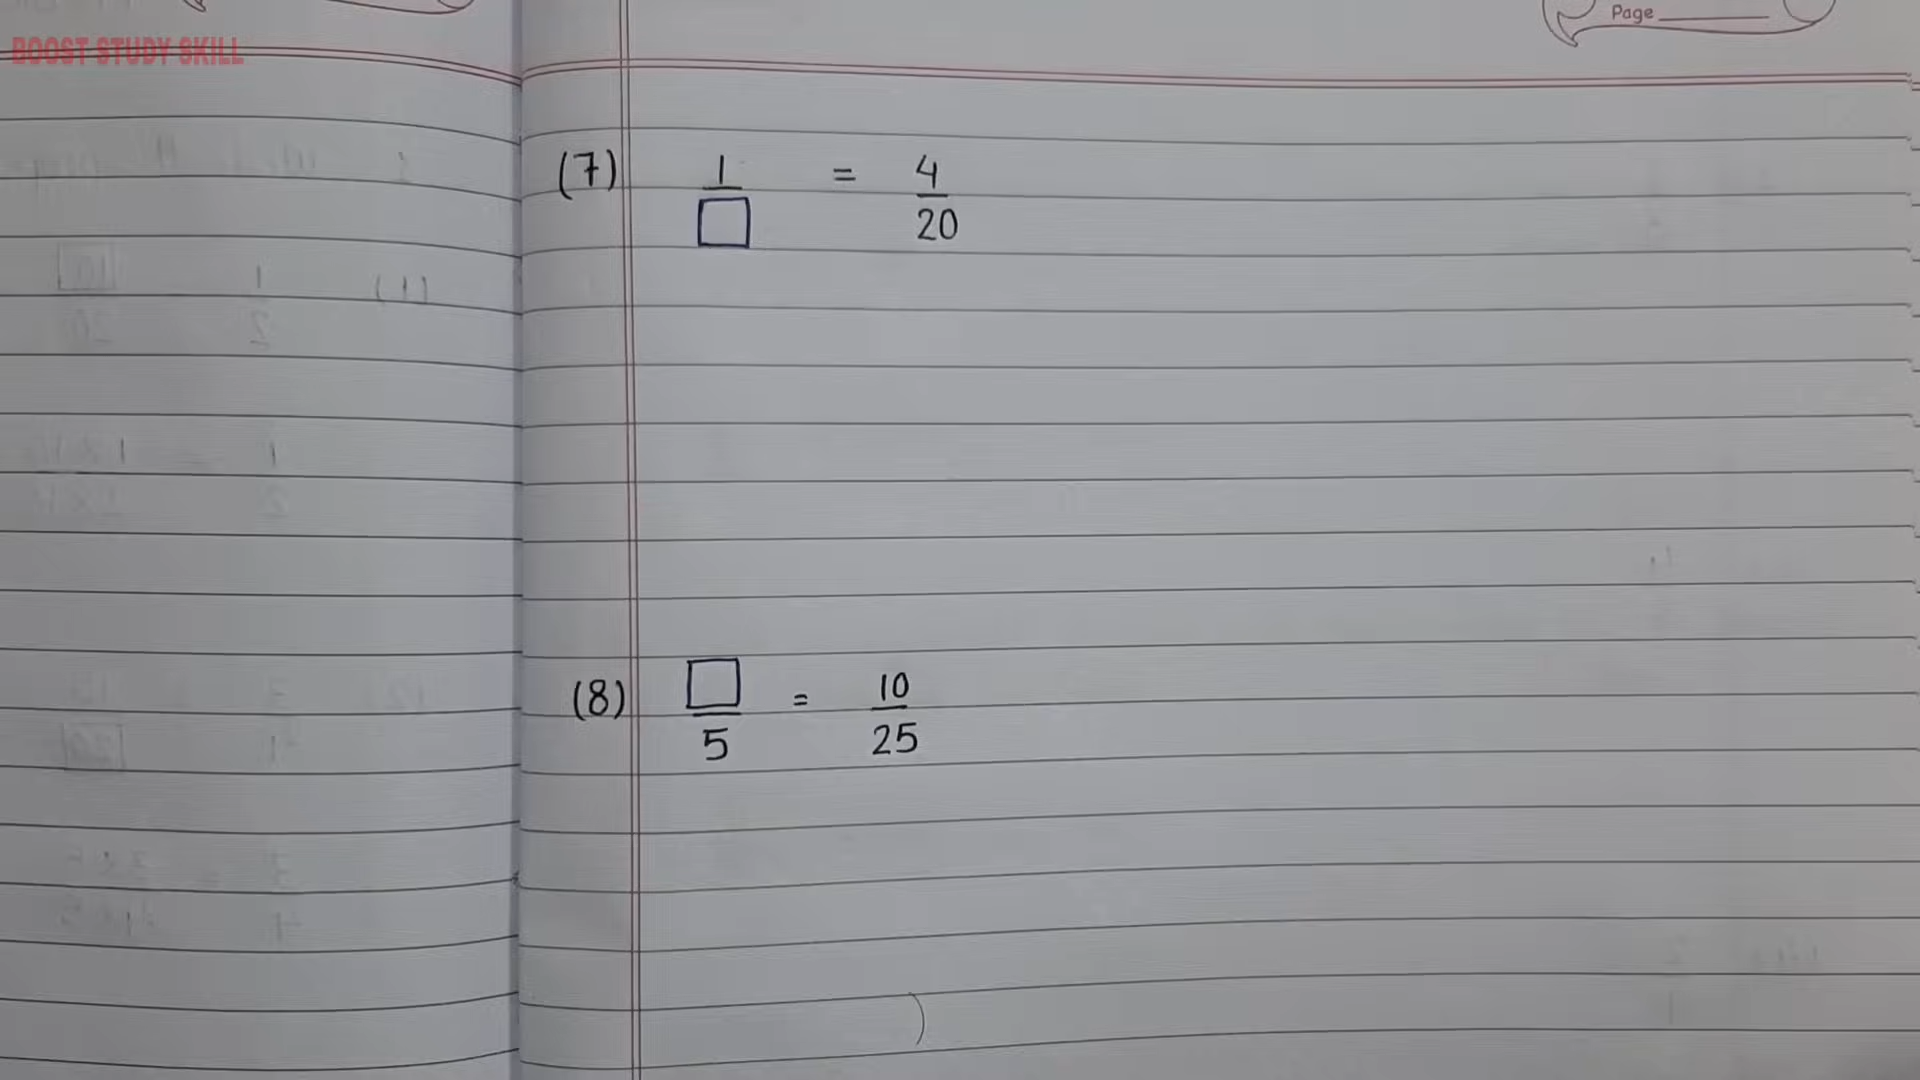 Page
BOOST STUDY SKILL
(7) 1/□ = 4/20
(8) □/5 = 10/25